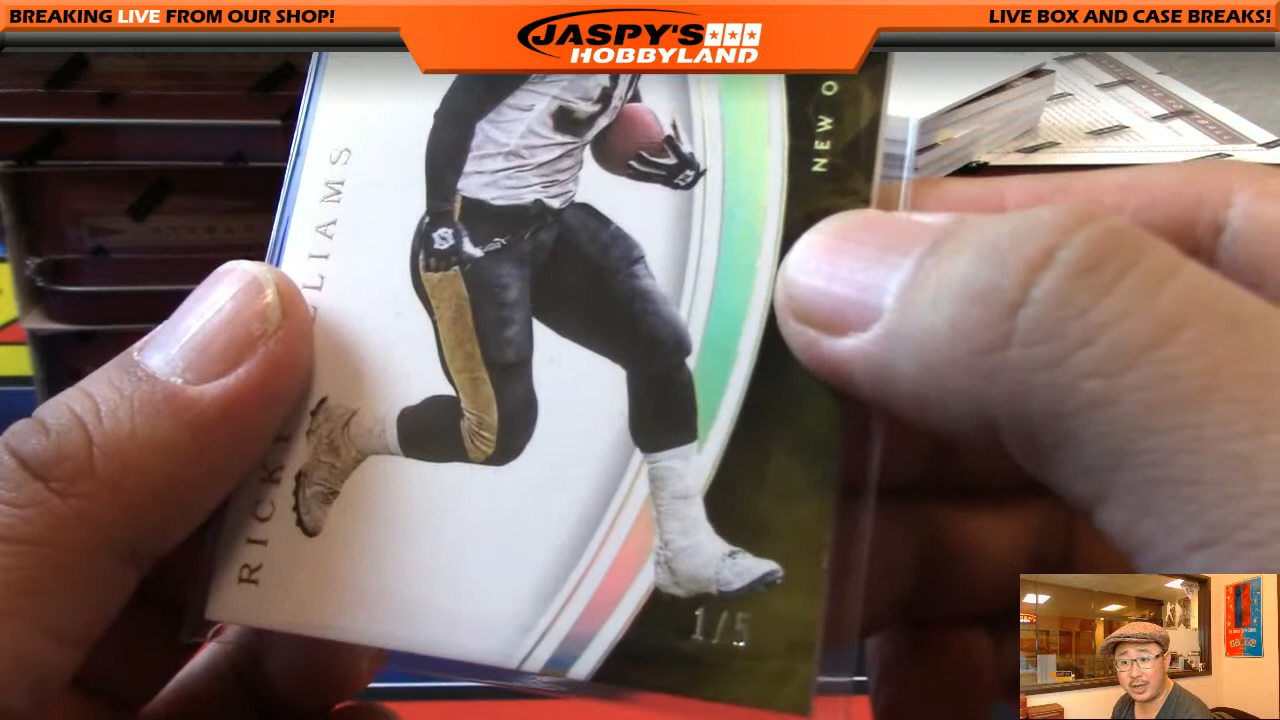 BREAKING LIVE FROM OUR SHOP!
JASPY'S
HOBBYLAND
LIVE BOX AND CASE BREAKS!
NEW O
LLIAMS
RICK
1/5